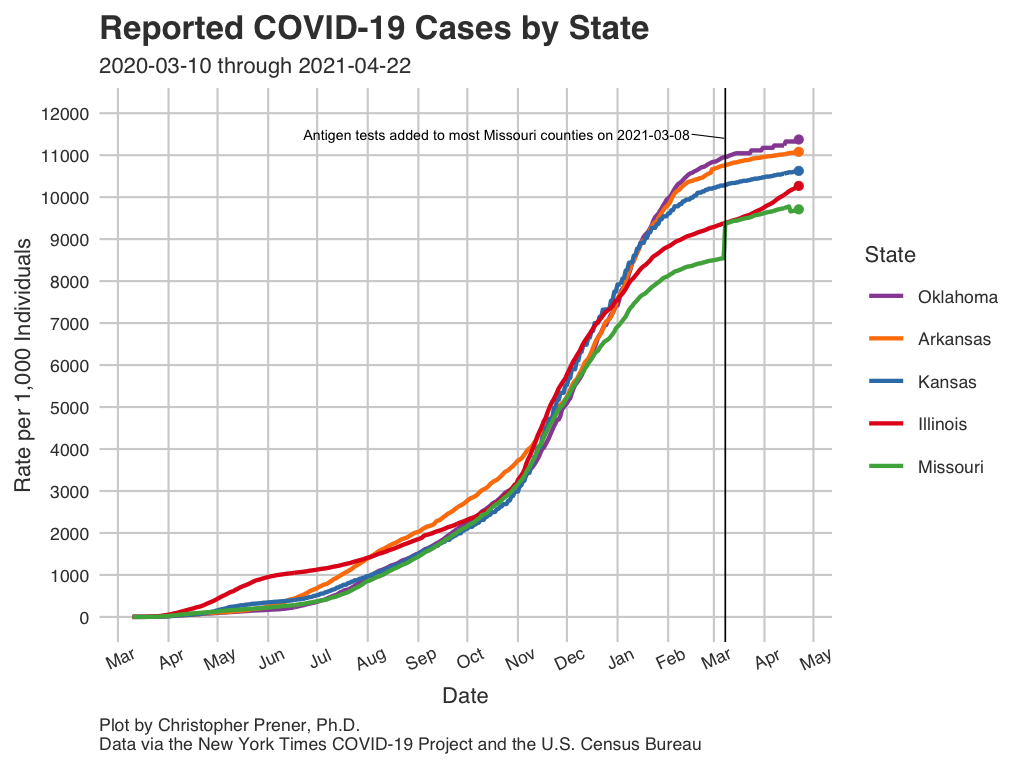 Reported COVID-19 Cases by State
2020-03-10 through 2021-04-22
Antigen tests added to most Missouri counties on 2021-03-08
12000
11000
10000
9000
8000
7000
6000
5000
4000
3000
2000
1000
0
Rate per 1,000 Individuals
Mar Apr May Jun Jul Aug Sep Oct Nov Dec Jan Feb Mar Apr May
Date
State
Oklahoma
Arkansas
Kansas
Illinois
Missouri
Plot by Christopher Prener, Ph.D.
Data via the New York Times COVID-19 Project and the U.S. Census Bureau